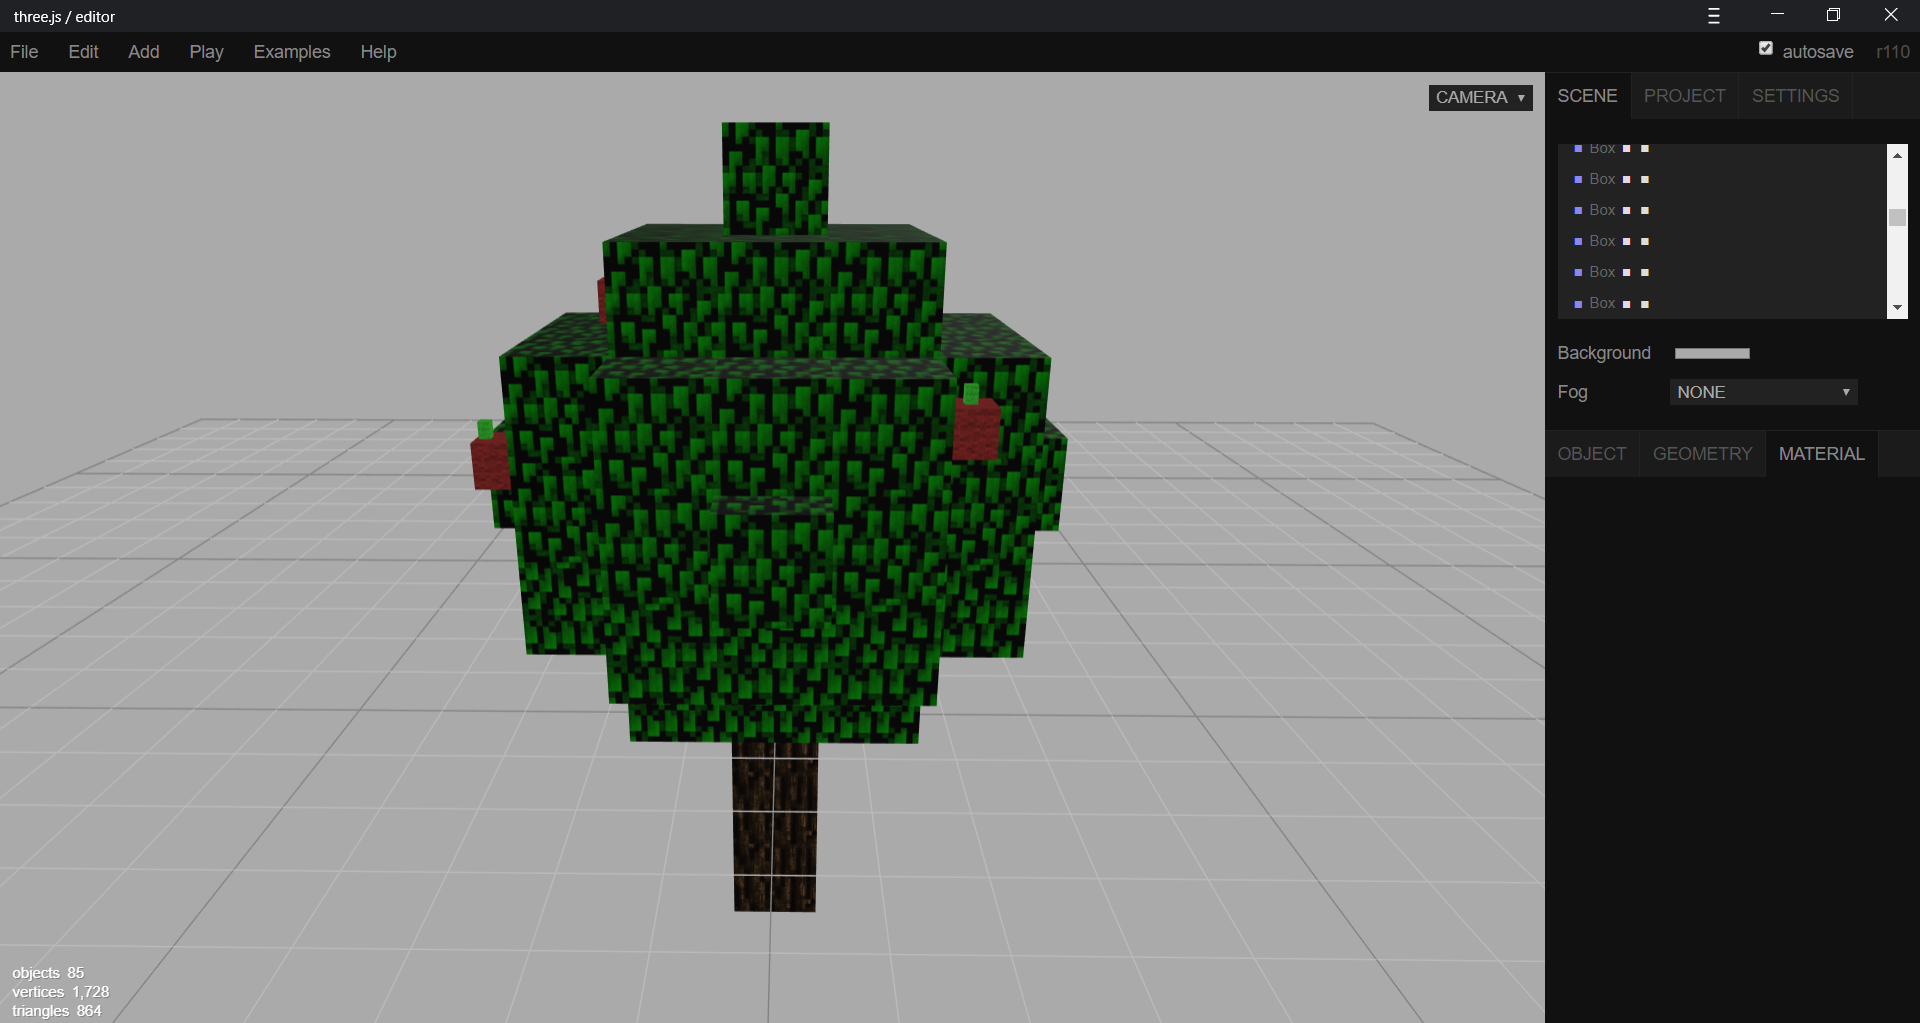 three.js / editor
File Edit Add Play Examples Help
autosave r110
CAMERA
SCENE PROJECT SETTINGS
Box
Box
Box
Box
Box
Box
Background
Fog NONE
OBJECT GEOMETRY MATERIAL
objects 85
vertices 1,728
triangles 864